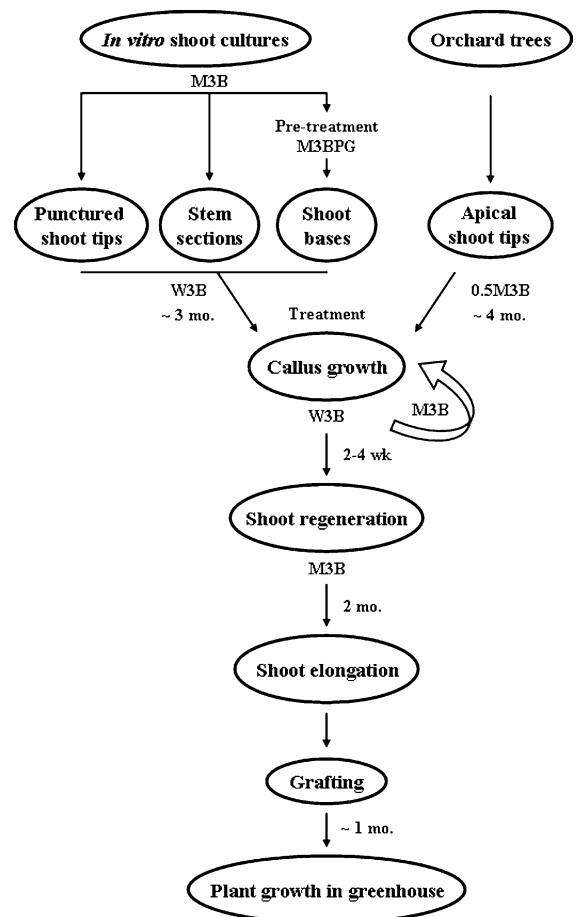 In vitro shoot cultures
Orchard trees
M3B
Pre-treatment
M3BPG
Punctured
shoot tips
Stem
sections
Shoot
bases
Apical
shoot tips
W3B
~ 3 mo.
Treatment
0.5M3B
~ 4 mo.
Callus growth
W3B
M3B
2-4 wk
Shoot regeneration
M3B
2 mo.
Shoot elongation
Grafting
~ 1 mo.
Plant growth in greenhouse